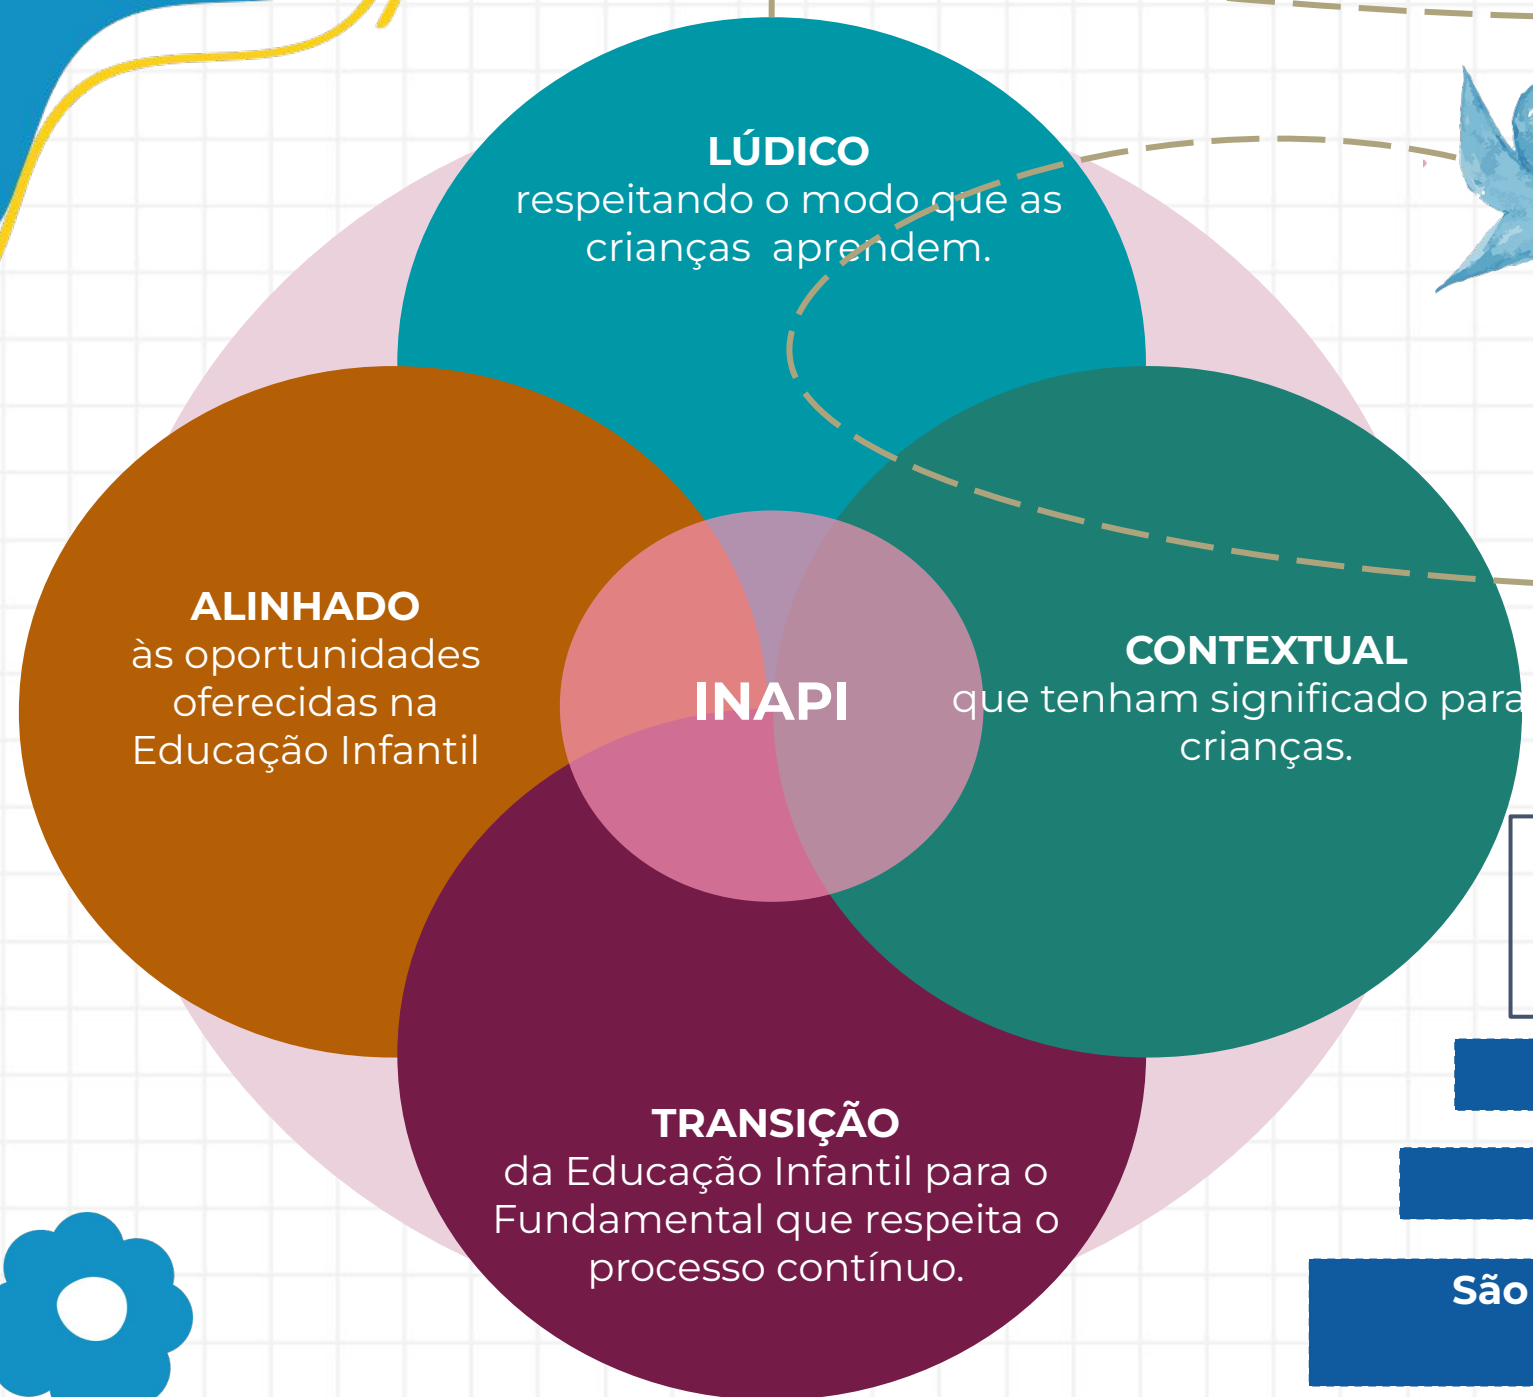 LÚDICO
respeitando o modo que as
crianças aprendem.
ALINHADO
às oportunidades
oferecidas na
Educação Infantil
INAPI
CONTEXTUAL
que tenham significado para
crianças.
TRANSIÇÃO
da Educação Infantil para o
Fundamental que respeita o
processo contínuo.
São